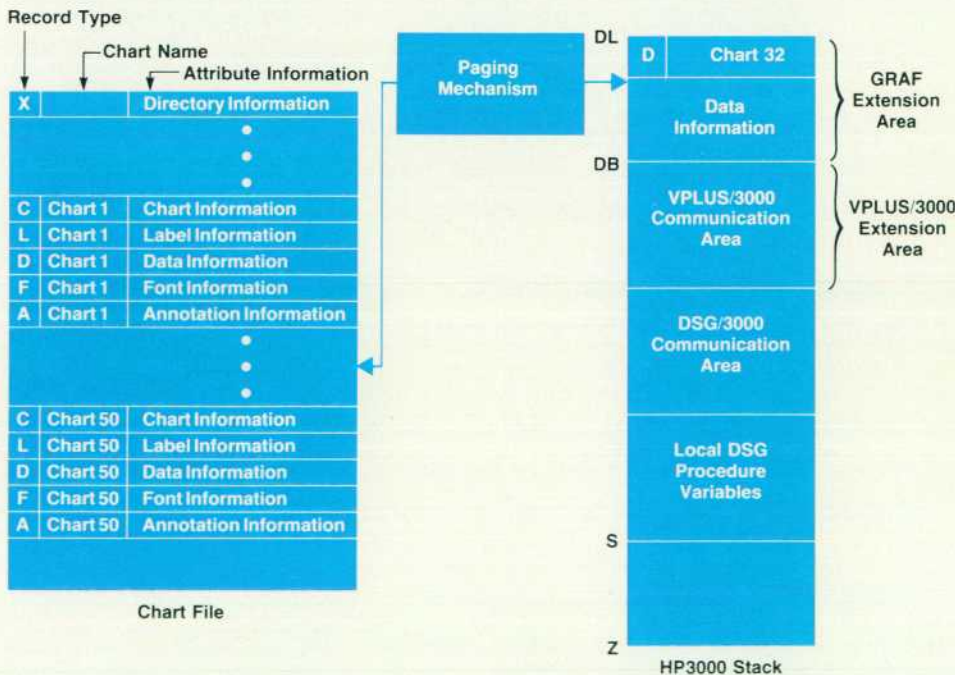 Record Type
Chart Name
Attribute Information
X Directory Information
C Chart 1 Chart Information
L Chart 1 Label Information
D Chart 1 Data Information
F Chart 1 Font Information
A Chart 1 Annotation Information
C Chart 50 Chart Information
L Chart 50 Label Information
D Chart 50 Data Information
F Chart 50 Font Information
A Chart 50 Annotation Information
Chart File
Paging
Mechanism
DL
D Chart 32
Data
Information
GRAF
Extension
Area
DB
VPLUS/3000
Communication
Area
VPLUS/3000
Extension
Area
DSG/3000
Communication
Area
Local DSG
Procedure
Variables
S
Z
HP3000 Stack